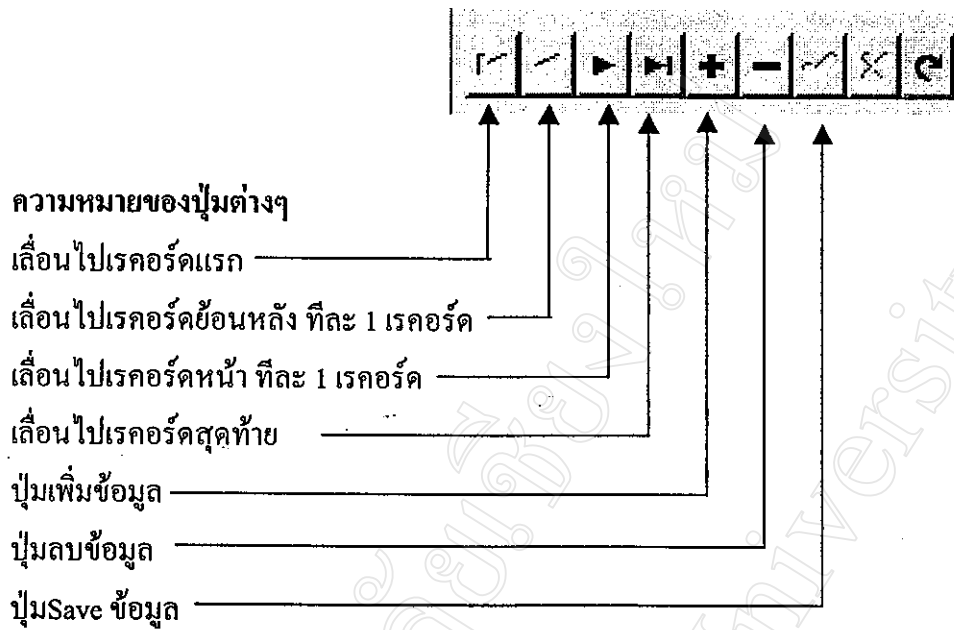 ความหมายของปุ่มต่างๆ
เลื่อนไปเรคอร์ดแรก
เลื่อนไปเรคอร์ดย้อนหลัง ทีละ 1 เรคอร์ด
เลื่อนไปเรคอร์ดหน้า ทีละ 1 เรคอร์ด
เลื่อนไปเรคอร์ดสุดท้าย
ปุ่มเพิ่มข้อมูล
ปุ่มลบข้อมูล
ปุ่มSave ข้อมูล